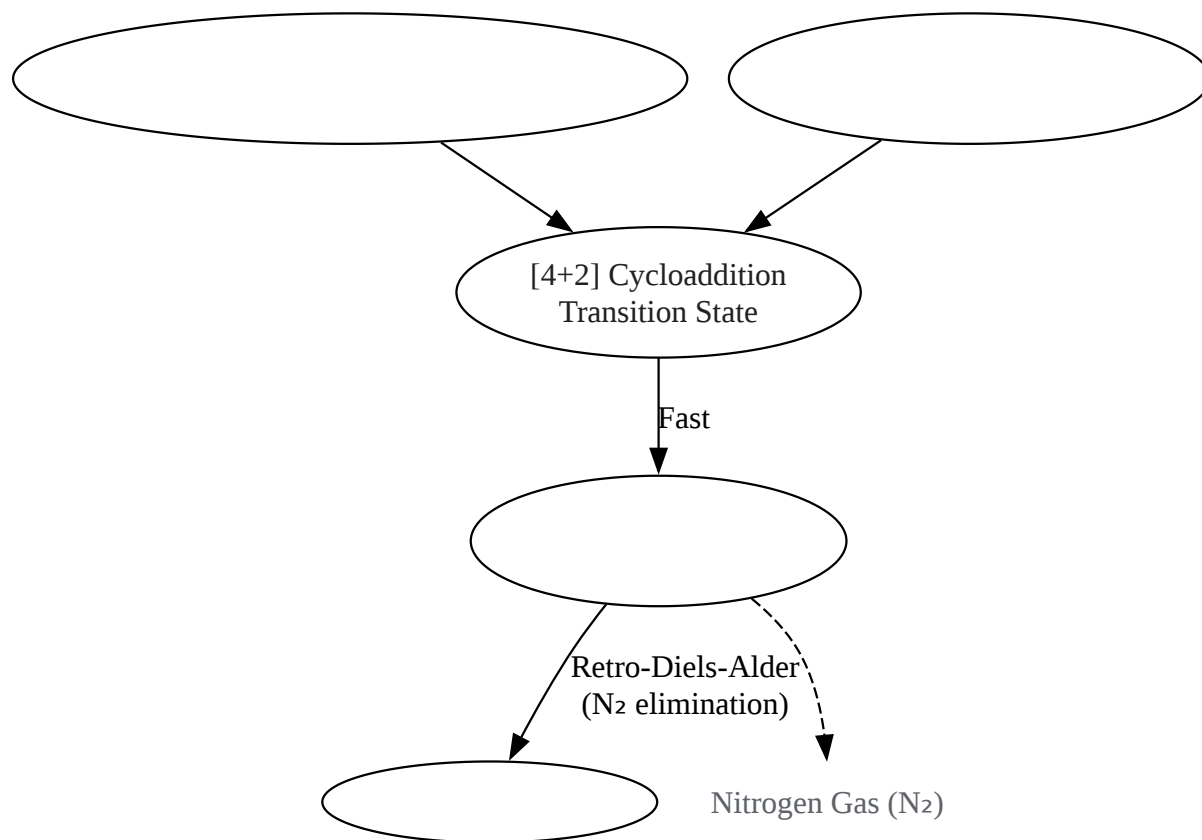 [4+2] Cycloaddition
Transition State
Fast
Retro-Diels-Alder
(N₂ elimination)
Nitrogen Gas (N₂)